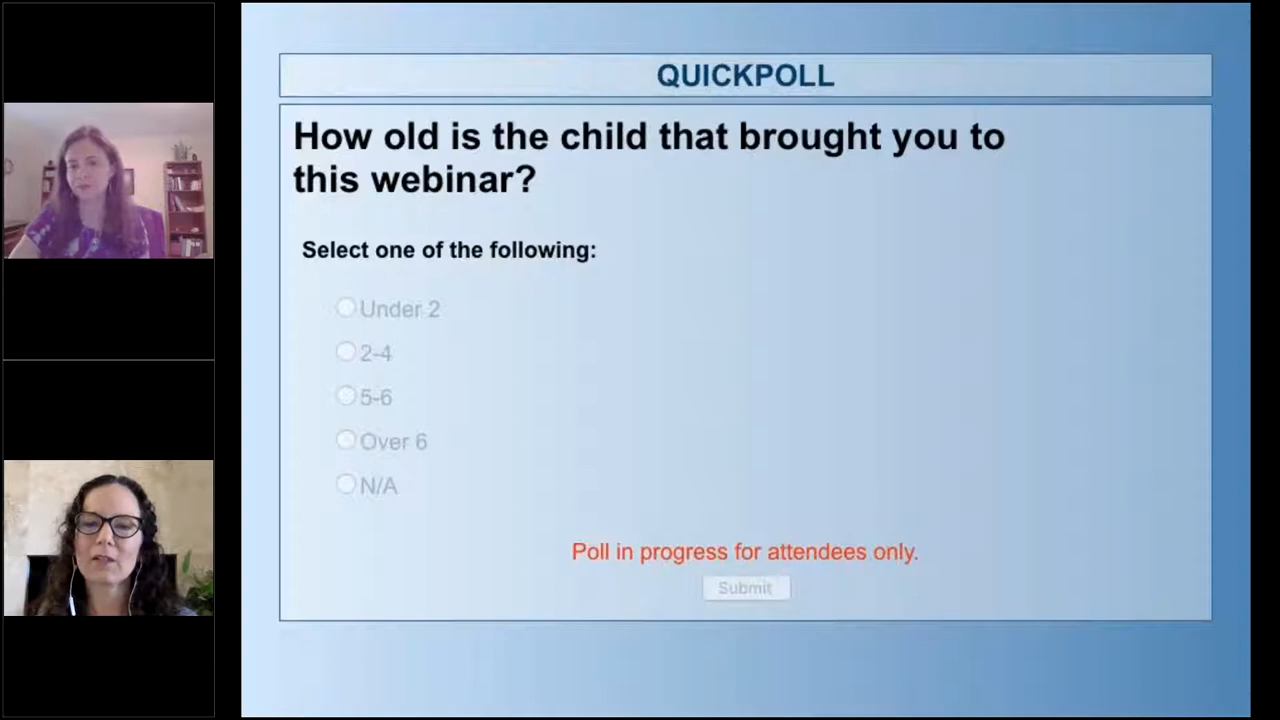 QUICKPOLL
How old is the child that brought you to
this webinar?
Select one of the following:
Under 2
2-4
5-6
Over 6
N/A
Poll in progress for attendees only.
Submit